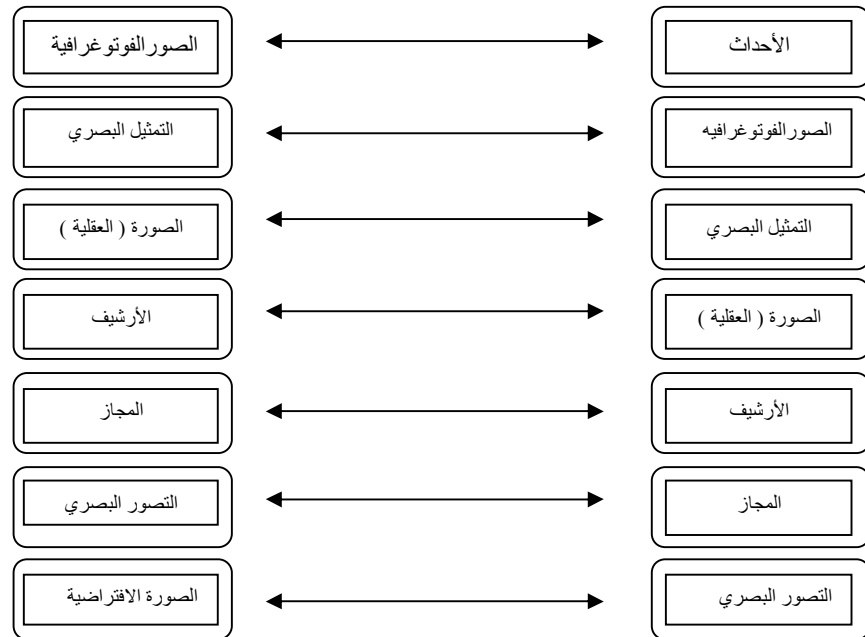 الأحداث
الصورالفوتوغرافية
الصورالفوتوغرافيه
التمثيل البصري
التمثيل البصري
الصورة ( العقلية )
الصورة ( العقلية )
الأرشيف
الأرشيف
المجاز
المجاز
التصور البصري
التصور البصري
الصورة الافتراضية